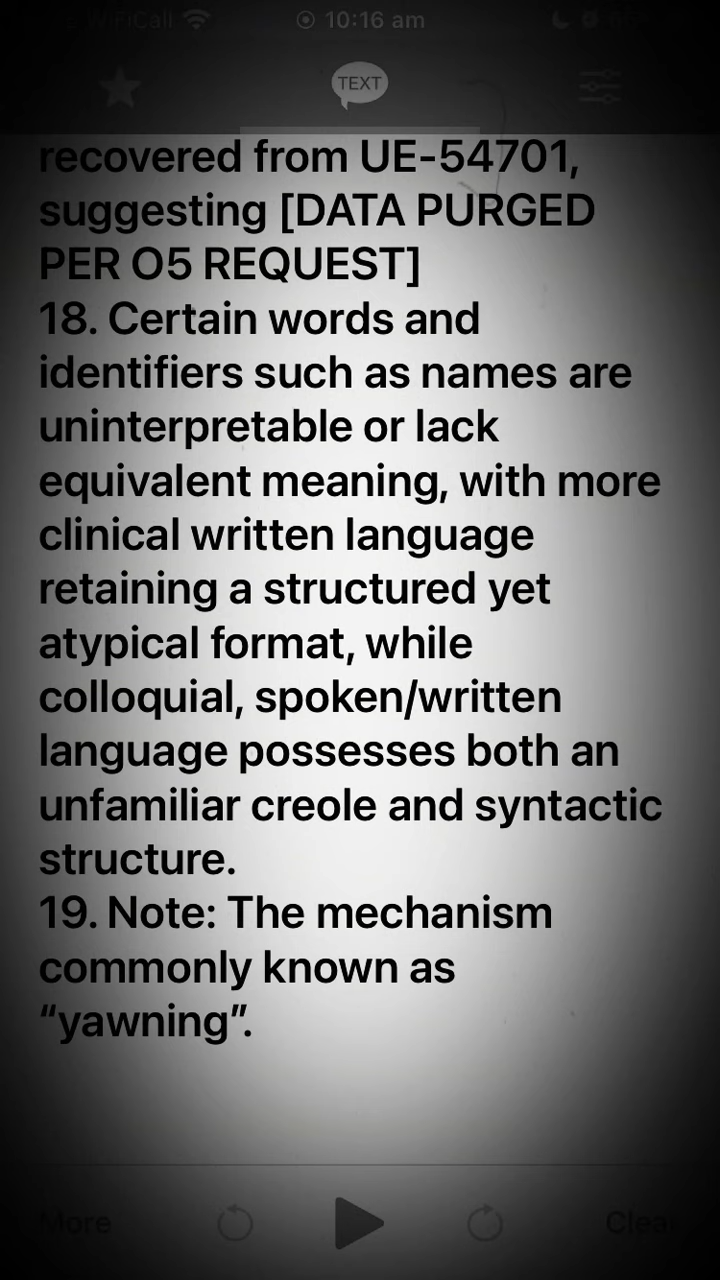 WiFiCall 10:16 am
TEXT
recovered from UE-54701,
suggesting [DATA PURGED
PER O5 REQUEST]
18. Certain words and
identifiers such as names are
uninterpretable or lack
equivalent meaning, with more
clinical written language
retaining a structured yet
atypical format, while
colloquial, spoken/written
language possesses both an
unfamiliar creole and syntactic
structure.
19. Note: The mechanism
commonly known as
“yawning”.
More